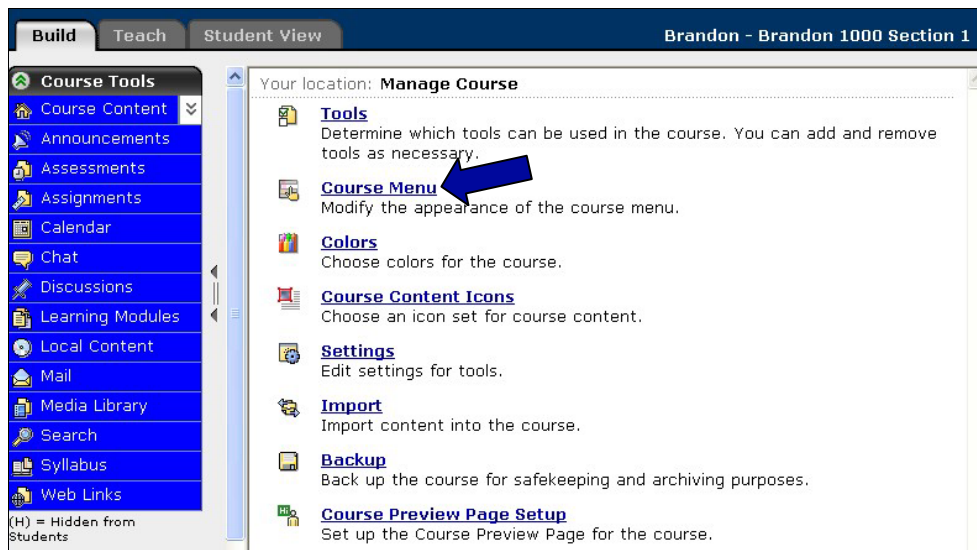 Build Teach Student View Brandon - Brandon 1000 Section 1
Course Tools
Course Content
Announcements
Assessments
Assignments
Calendar
Chat
Discussions
Learning Modules
Local Content
Mail
Media Library
Search
Syllabus
Web Links
(H) = Hidden from
Students
Your location: Manage Course
Tools
Determine which tools can be used in the course. You can add and remove
tools as necessary.
Course Menu
Modify the appearance of the course menu.
Colors
Choose colors for the course.
Course Content Icons
Choose an icon set for course content.
Settings
Edit settings for tools.
Import
Import content into the course.
Backup
Back up the course for safekeeping and archiving purposes.
Course Preview Page Setup
Set up the Course Preview Page for the course.